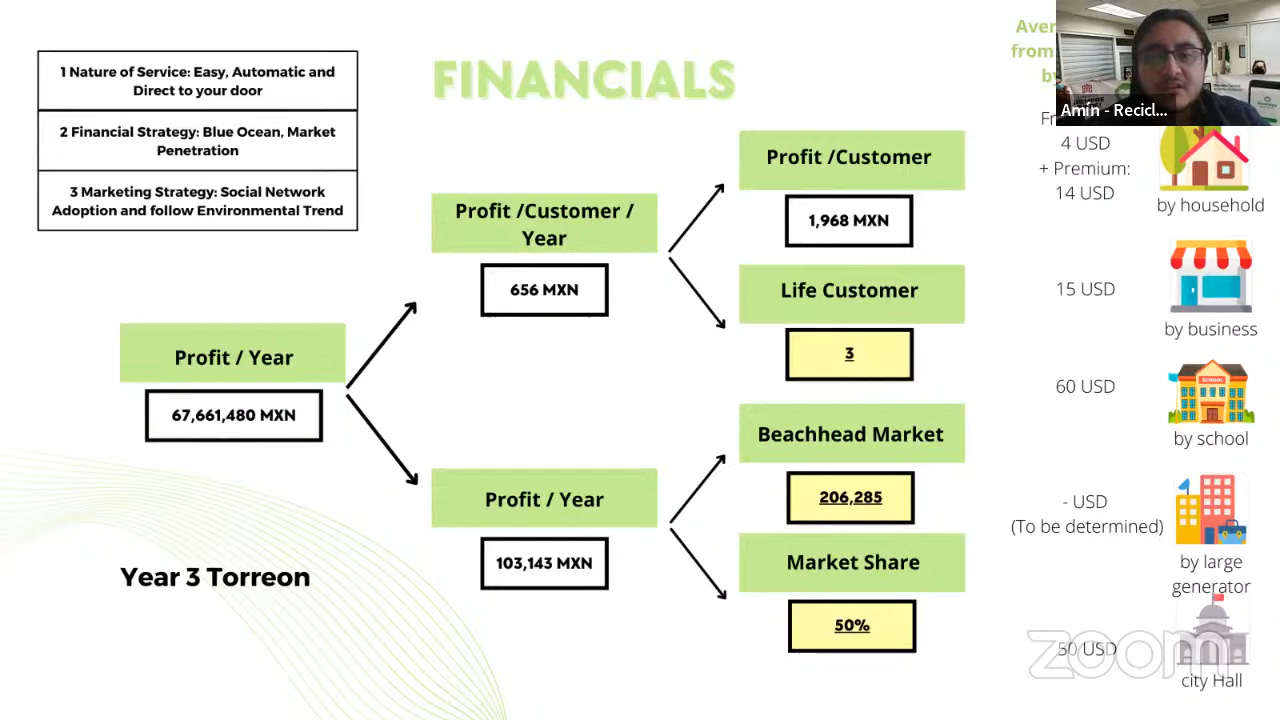 1 Nature of Service: Easy, Automatic and
Direct to your door
2 Financial Strategy: Blue Ocean, Market
Penetration
3 Marketing Strategy: Social Network
Adoption and follow Environmental Trend
FINANCIALS
Profit / Year
67,661,480 MXN
Profit /Customer /
Year
656 MXN
Profit / Year
103,143 MXN
Profit /Customer
1,968 MXN
Life Customer
3
Beachhead Market
206,285
Market Share
50%
Year 3 Torreon
from
4 USD
+ Premium:
14 USD
by household
15 USD
by business
60 USD
SCHOOL
by school
- USD
(To be determined)
by large
generator
50 USD
city Hall
Amín - Recicl...
zoom